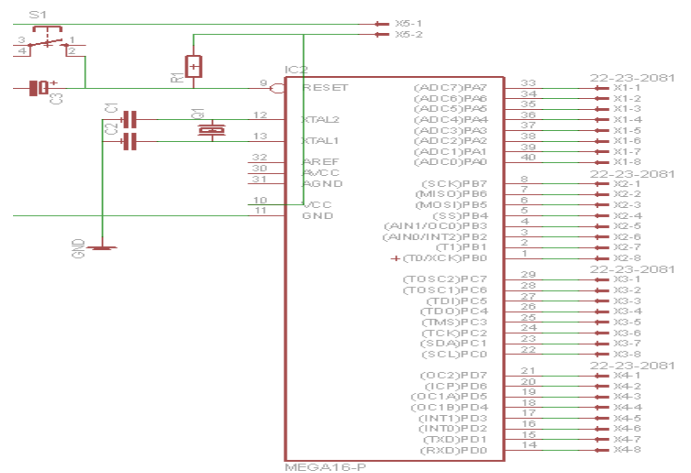 S1
X5-1
X5-2
3 1
4 2
C3
R1
IC2
9 RESET
C1
C2
Q1
12 XTAL2
13 XTAL1
32 AREF
30 AVCC
31 AGND
10 VCC
11 GND
GND
22-23-2081
(ADC7)PA7 33 X1-1
(ADC6)PA6 34 X1-2
(ADC5)PA5 35 X1-3
(ADC4)PA4 36 X1-4
(ADC3)PA3 37 X1-5
(ADC2)PA2 38 X1-6
(ADC1)PA1 39 X1-7
(ADC0)PA0 40 X1-8
22-23-2081
(SCK)PB7 8 X2-1
(MISO)PB6 7 X2-2
(MOSI)PB5 6 X2-3
(SS)PB4 5 X2-4
(AIN1/OC0)PB3 4 X2-5
(AIN0/INT2)PB2 3 X2-6
(T1)PB1 2 X2-7
(T0/XCK)PB0 1 X2-8
22-23-2081
(TOSC2)PC7 29 X3-1
(TOSC1)PC6 28 X3-2
(TDI)PC5 27 X3-3
(TDO)PC4 26 X3-4
(TMS)PC3 25 X3-5
(TCK)PC2 24 X3-6
(SDA)PC1 23 X3-7
(SCL)PC0 22 X3-8
22-23-2081
(OC2)PD7 21 X4-1
(ICP)PD6 20 X4-2
(OC1A)PD5 19 X4-3
(OC1B)PD4 18 X4-4
(INT1)PD3 17 X4-5
(INT0)PD2 16 X4-6
(TXD)PD1 15 X4-7
(RXD)PD0 14 X4-8
MEGA16-P